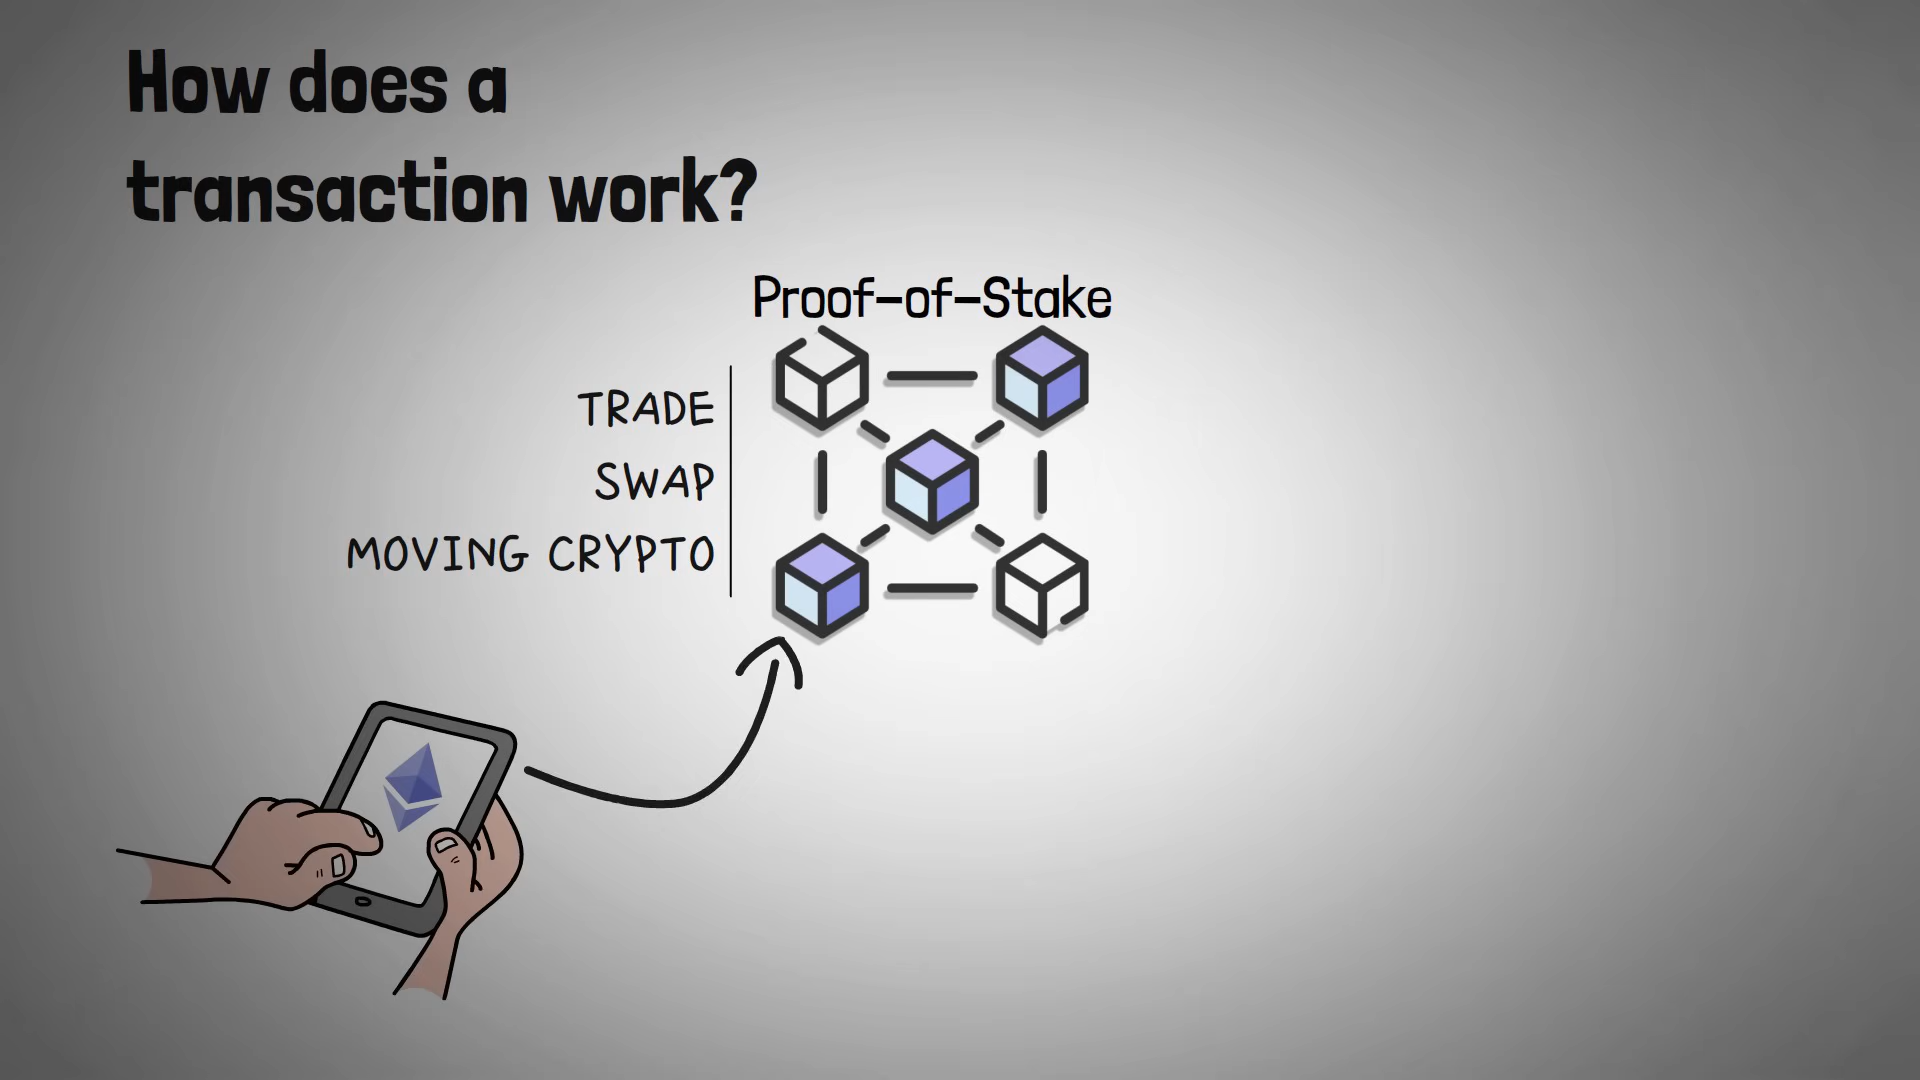 How does a
transaction work?
Proof-of-Stake
TRADE
SWAP
MOVING CRYPTO